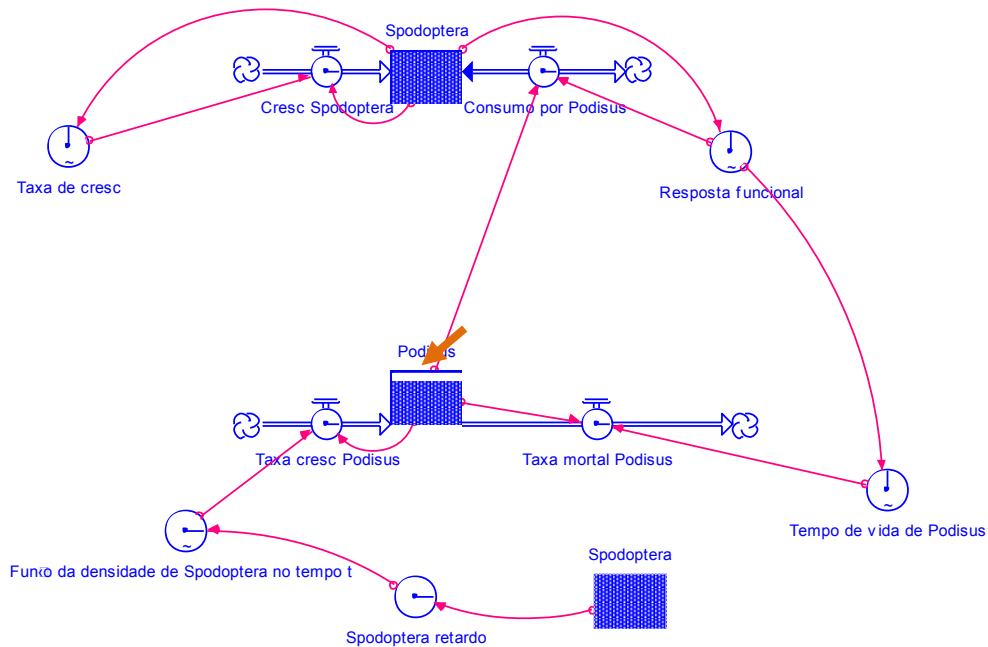 Spodoptera
Cresc Spodoptera
Consumo por Podisus
Taxa de cresc
Resposta funcional
Podisus
Taxa cresc Podisus
Taxa mortal Podisus
Tempo de vida de Podisus
Spodoptera
da densidade de Spodoptera no tempo t
Spodoptera retardo